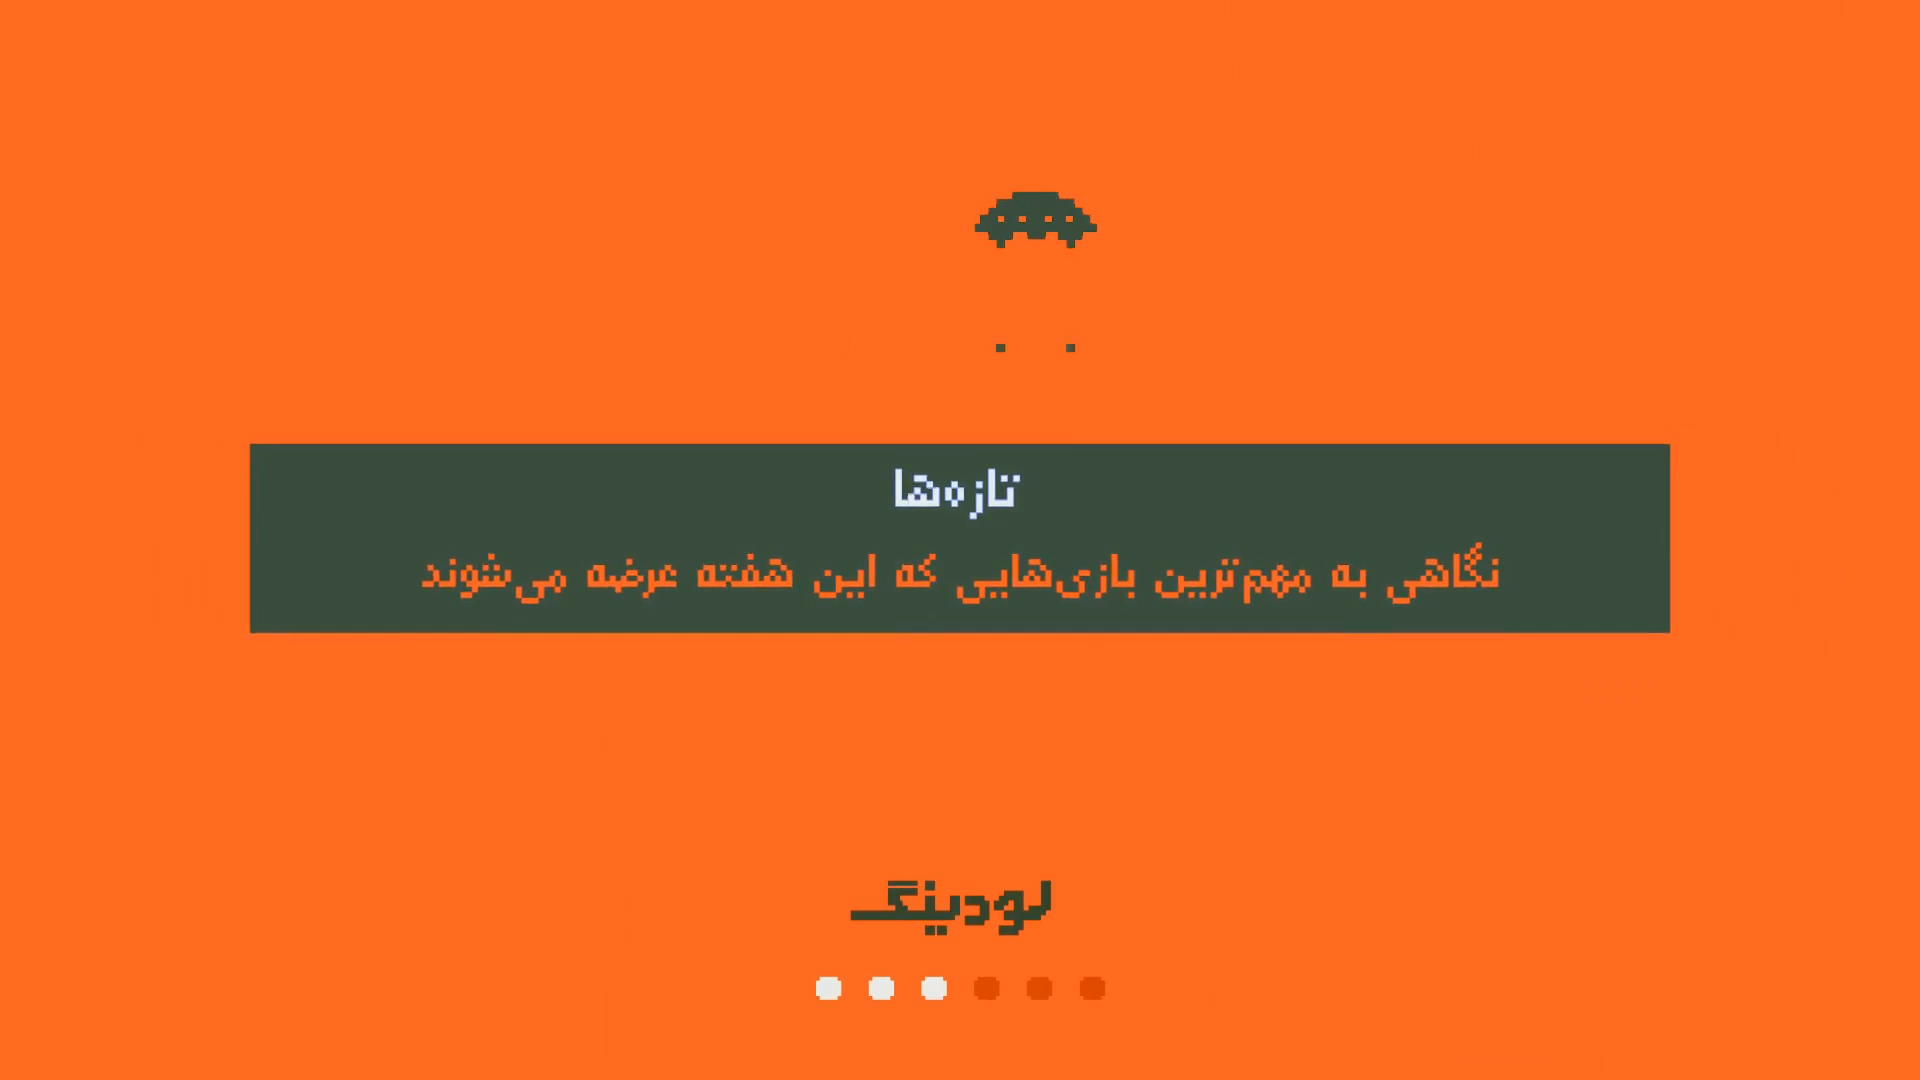 تازه‌ها
نگاهی به مهم‌ترین بازی‌هایی که این هفته عرضه می‌شوند
لودینگ